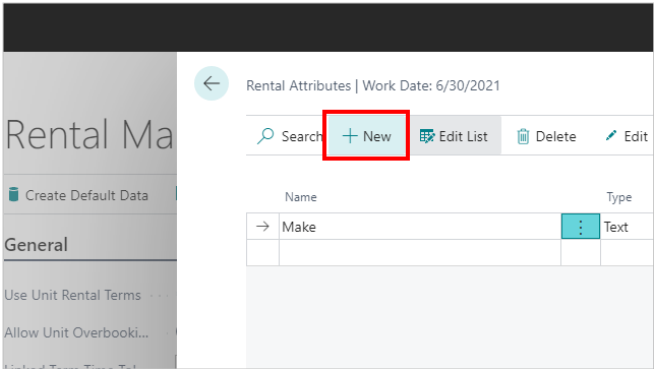 Rental Attributes | Work Date: 6/30/2021
Rental Ma
Search New Edit List Delete Edit
Create Default Data
Name Type
Make Text
General
Use Unit Rental Terms
Allow Unit Overbooki...